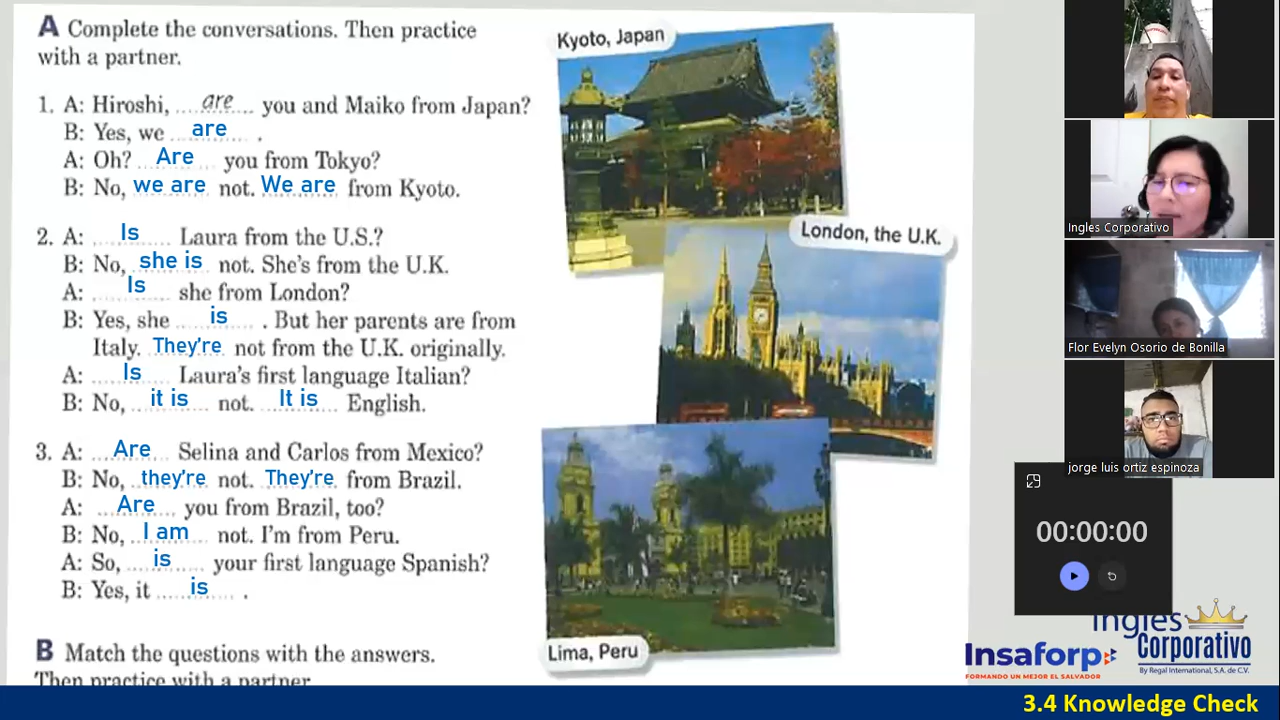 A Complete the conversations. Then practice
with a partner.
1. A: Hiroshi, are you and Maiko from Japan?
B: Yes, we are .
A: Oh? Are you from Tokyo?
B: No, we are not. We are from Kyoto.
2. A: Is Laura from the U.S.?
B: No, she is not. She's from the U.K.
A: Is she from London?
B: Yes, she is . But her parents are from
Italy. They're not from the U.K. originally.
A: Is Laura's first language Italian?
B: No, it is not. It is English.
3. A: Are Selina and Carlos from Mexico?
B: No, they're not. They're from Brazil.
A: Are you from Brazil, too?
B: No, I am not. I'm from Peru.
A: So, is your first language Spanish?
B: Yes, it is .
B Match the questions with the answers.
Then practice with a partner
Kyoto, Japan
London, the U.K.
Lima, Peru
Ingles Corporativo
Flor Evelyn Osorio de Bonilla
jorge luis ortiz espinoza
00:00:00
Insaforp
FORMANDO UN MEJOR EL SALVADOR
Ingles
Corporativo
By Regal International, S.A. de C.V.
3.4 Knowledge Check